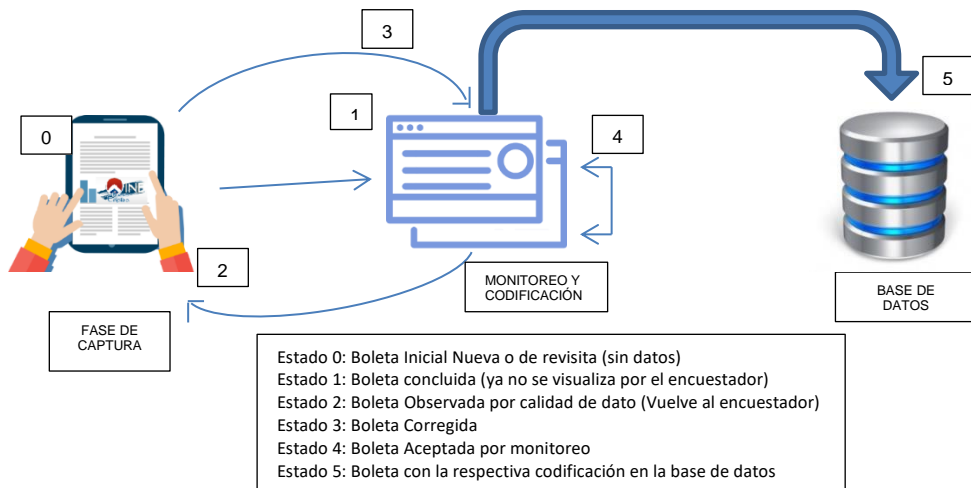 3
5
1
0
4
INE
2
MONITOREO Y
CODIFICACIÓN
BASE DE
DATOS
FASE DE
CAPTURA
Estado 0: Boleta Inicial Nueva o de revisita (sin datos)
Estado 1: Boleta concluida (ya no se visualiza por el encuestador)
Estado 2: Boleta Observada por calidad de dato (Vuelve al encuestador)
Estado 3: Boleta Corregida
Estado 4: Boleta Aceptada por monitoreo
Estado 5: Boleta con la respectiva codificación en la base de datos